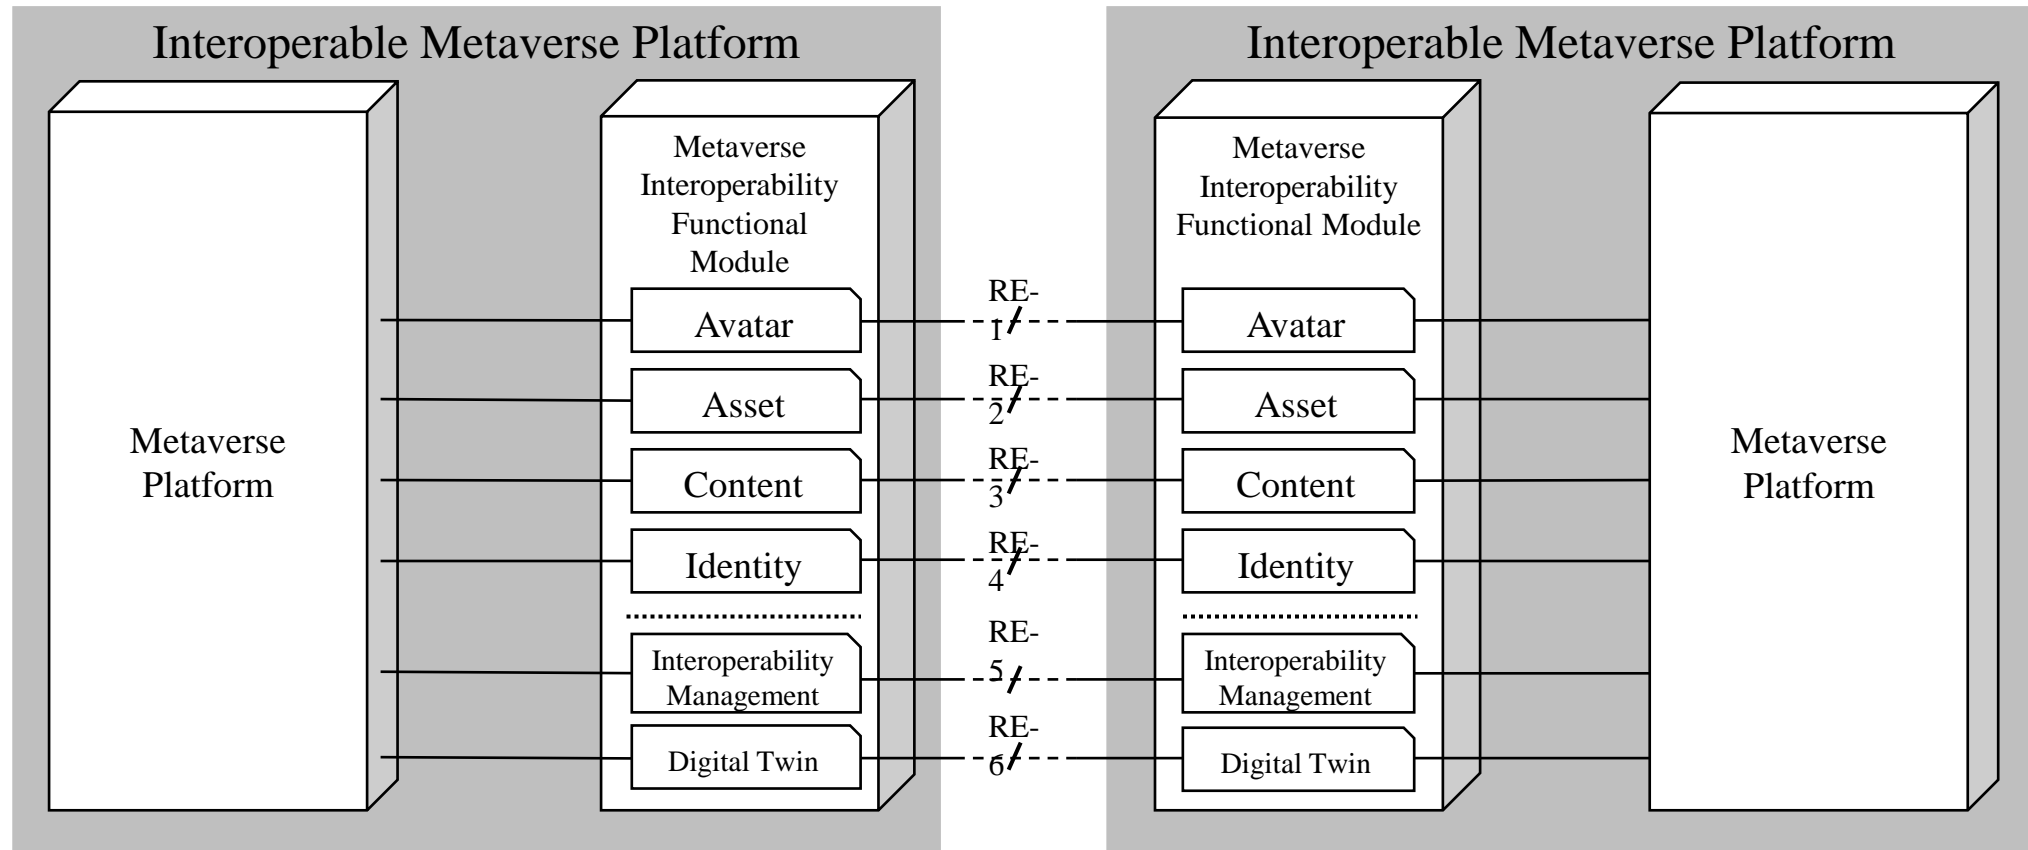 Interoperable Metaverse Platform
Metaverse
Platform
Metaverse
Interoperability
Functional
Module
Avatar
Asset
Content
Identity
Interoperability
Management
Digital Twin
RE-
1
RE-
2
RE-
3
RE-
4
RE-
5
RE-
6
Interoperable Metaverse Platform
Metaverse
Interoperability
Functional Module
Avatar
Asset
Content
Identity
Interoperability
Management
Digital Twin
Metaverse
Platform